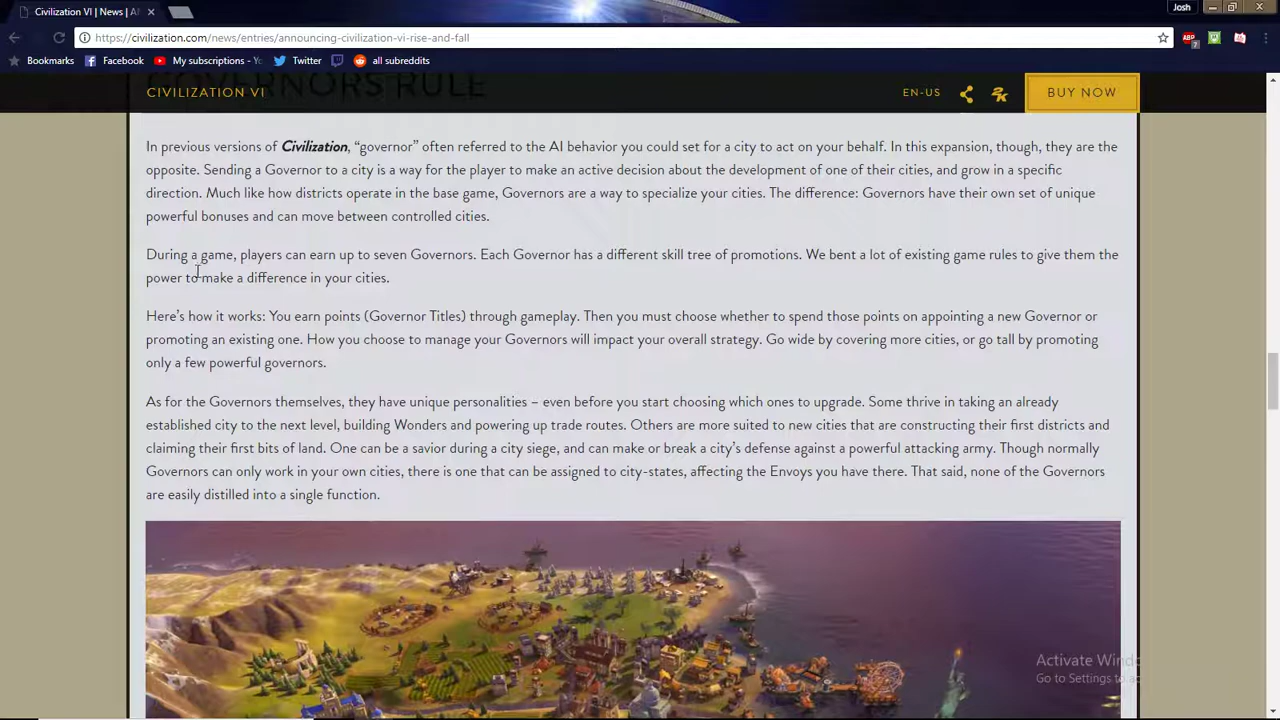 Civilization VI | News | Al
Josh
https://civilization.com/news/entries/announcing-civilization-vi-rise-and-fall
ABP
7
Bookmarks
Facebook
My subscriptions - Yo
Twitter
all subreddits
GOVERNORS RULE
CIVILIZATION VI
EN-US
2K
BUY NOW
In previous versions of Civilization, “governor” often referred to the AI behavior you could set for a city to act on your behalf. In this expansion, though, they are the
opposite. Sending a Governor to a city is a way for the player to make an active decision about the development of one of their cities, and grow in a specific
direction. Much like how districts operate in the base game, Governors are a way to specialize your cities. The difference: Governors have their own set of unique
powerful bonuses and can move between controlled cities.
During a game, players can earn up to seven Governors. Each Governor has a different skill tree of promotions. We bent a lot of existing game rules to give them the
power to make a difference in your cities.
Here’s how it works: You earn points (Governor Titles) through gameplay. Then you must choose whether to spend those points on appointing a new Governor or
promoting an existing one. How you choose to manage your Governors will impact your overall strategy. Go wide by covering more cities, or go tall by promoting
only a few powerful governors.
As for the Governors themselves, they have unique personalities – even before you start choosing which ones to upgrade. Some thrive in taking an already
established city to the next level, building Wonders and powering up trade routes. Others are more suited to new cities that are constructing their first districts and
claiming their first bits of land. One can be a savior during a city siege, and can make or break a city’s defense against a powerful attacking army. Though normally
Governors can only work in your own cities, there is one that can be assigned to city-states, affecting the Envoys you have there. That said, none of the Governors
are easily distilled into a single function.
Activate Windo
Go to Settings to ac